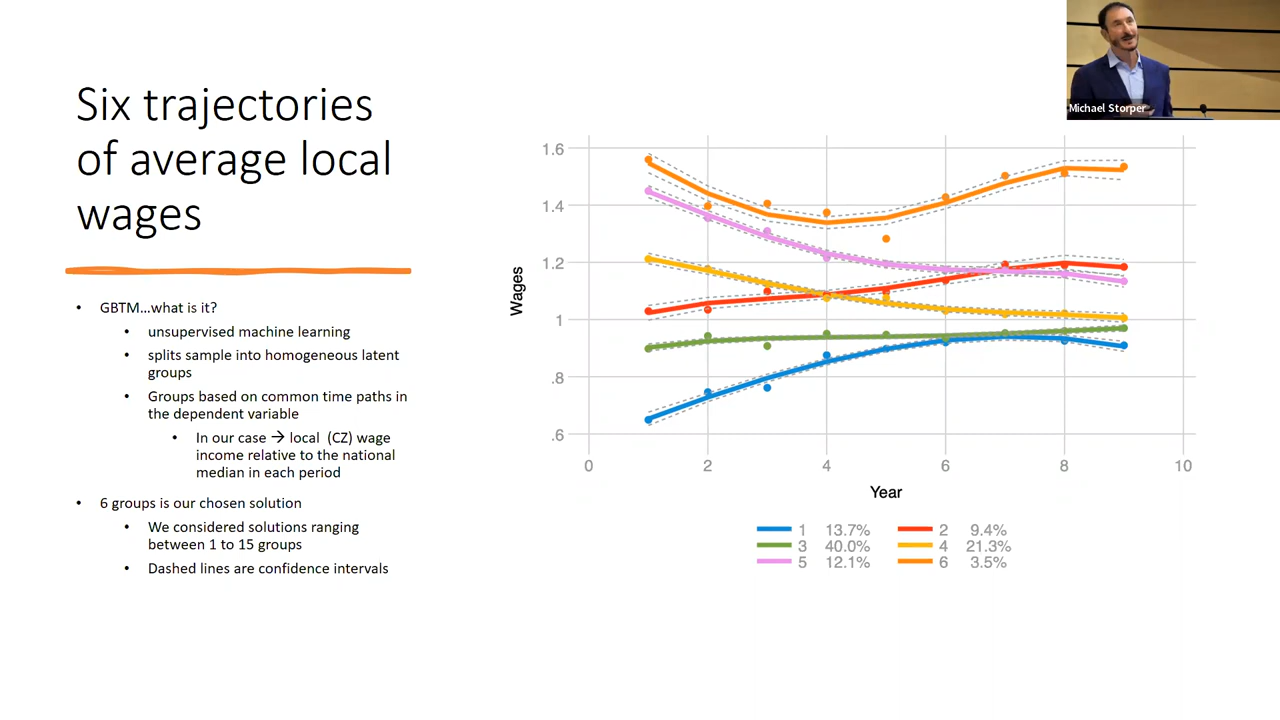 Six trajectories
of average local
wages
• GBTM...what is it?
• unsupervised machine learning
• splits sample into homogeneous latent
groups
• Groups based on common time paths in
the dependent variable
• In our case → local (CZ) wage
income relative to the national
median in each period
• 6 groups is our chosen solution
• We considered solutions ranging
between 1 to 15 groups
• Dashed lines are confidence intervals
Michael Storper
Wages
1.6
1.4
1.2
1
.8
.6
0 2 4 6 8 10
Year
1 13.7% 2 9.4%
3 40.0% 4 21.3%
5 12.1% 6 3.5%